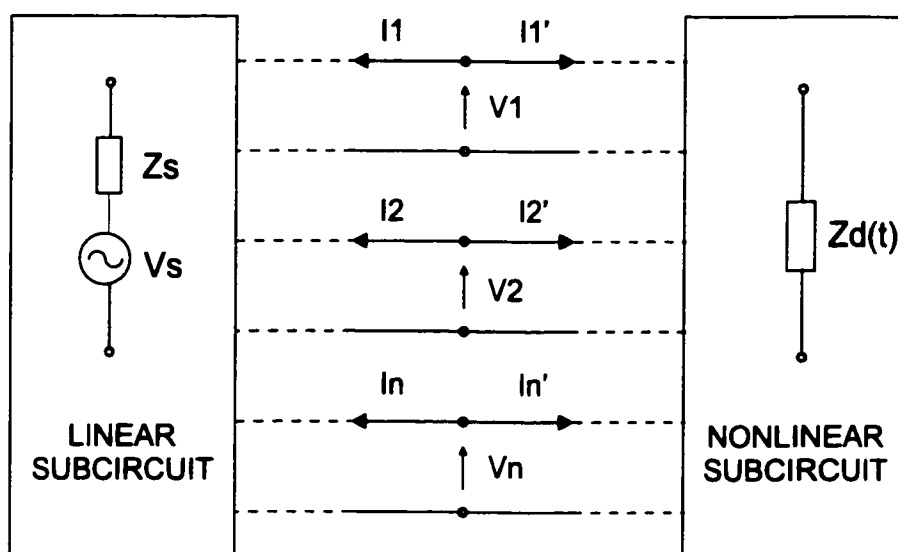 I1 I1'
V1
Zs
I2 I2'
Vs
V2
Zd(t)
In In'
LINEAR
SUBCIRCUIT
Vn
NONLINEAR
SUBCIRCUIT